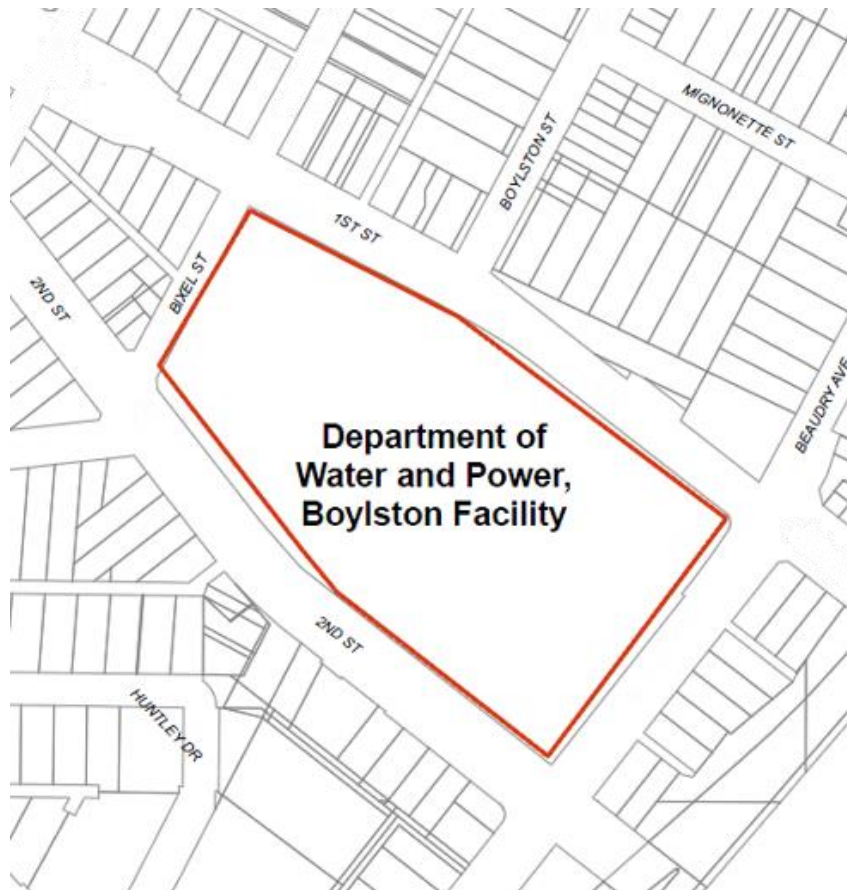 MIGNONETTE ST
BOYLSTON ST
1ST ST
BIXEL ST
2ND ST
BEAUDRY AVE
Department of
Water and Power,
Boylston Facility
2ND ST
HUNTLEY DR